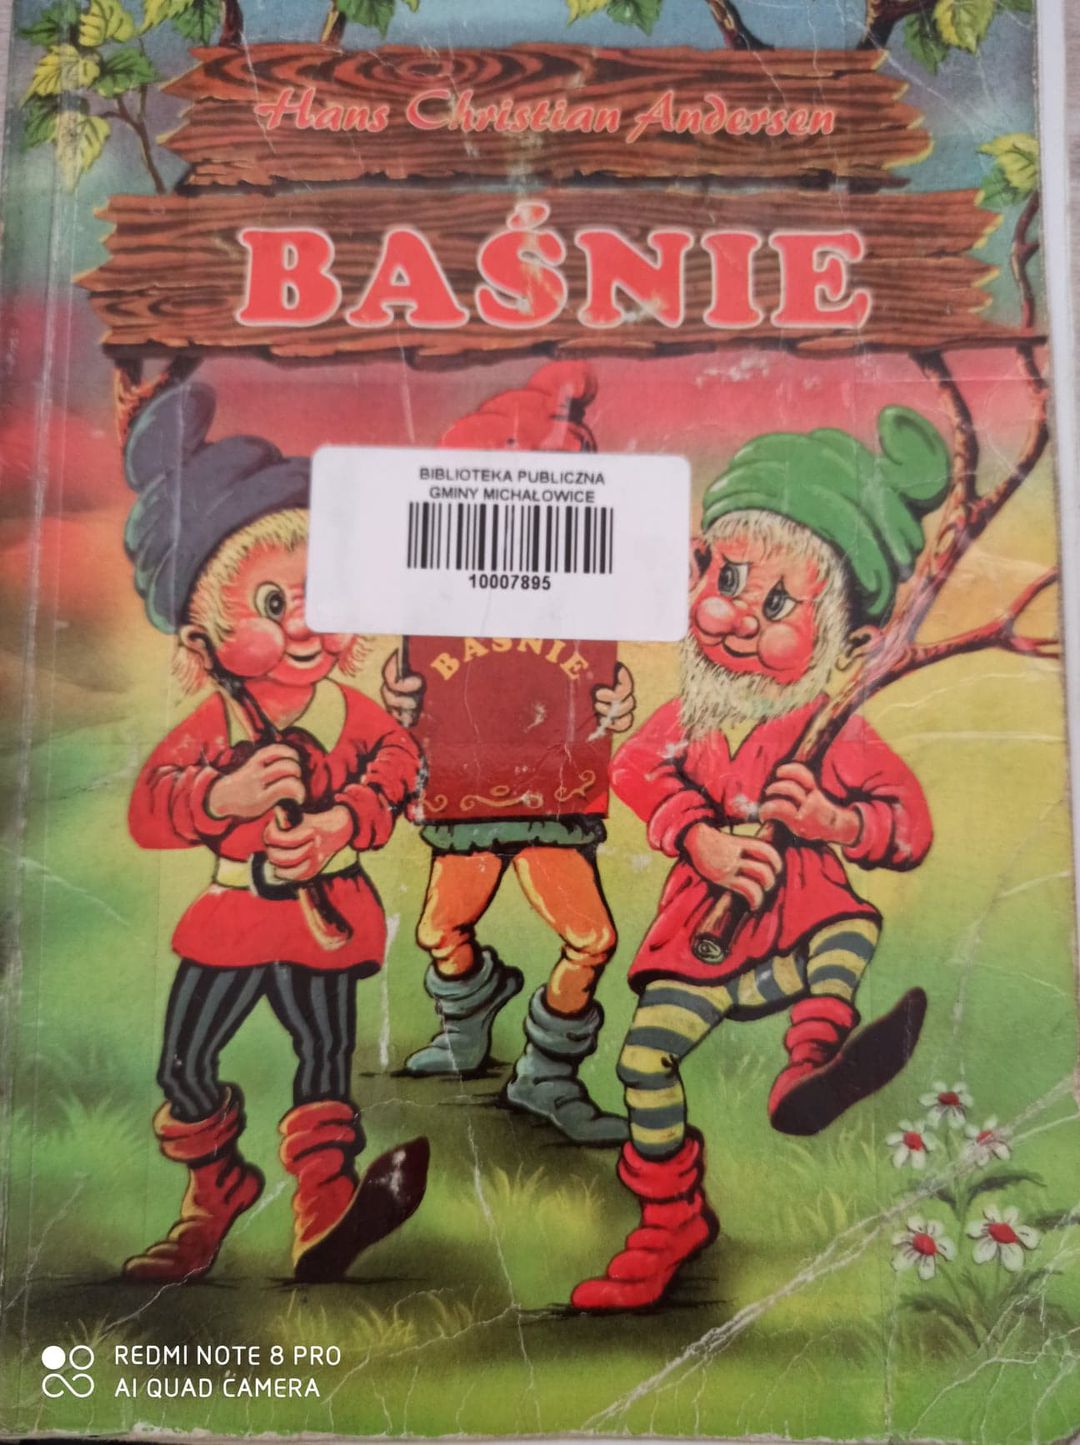 Hans Christian Andersen
BAŚNIE
BIBLIOTEKA PUBLICZNA
GMINY MICHAŁOWICE
10007895
BAŚNIE
REDMI NOTE 8 PRO
AI QUAD CAMERA